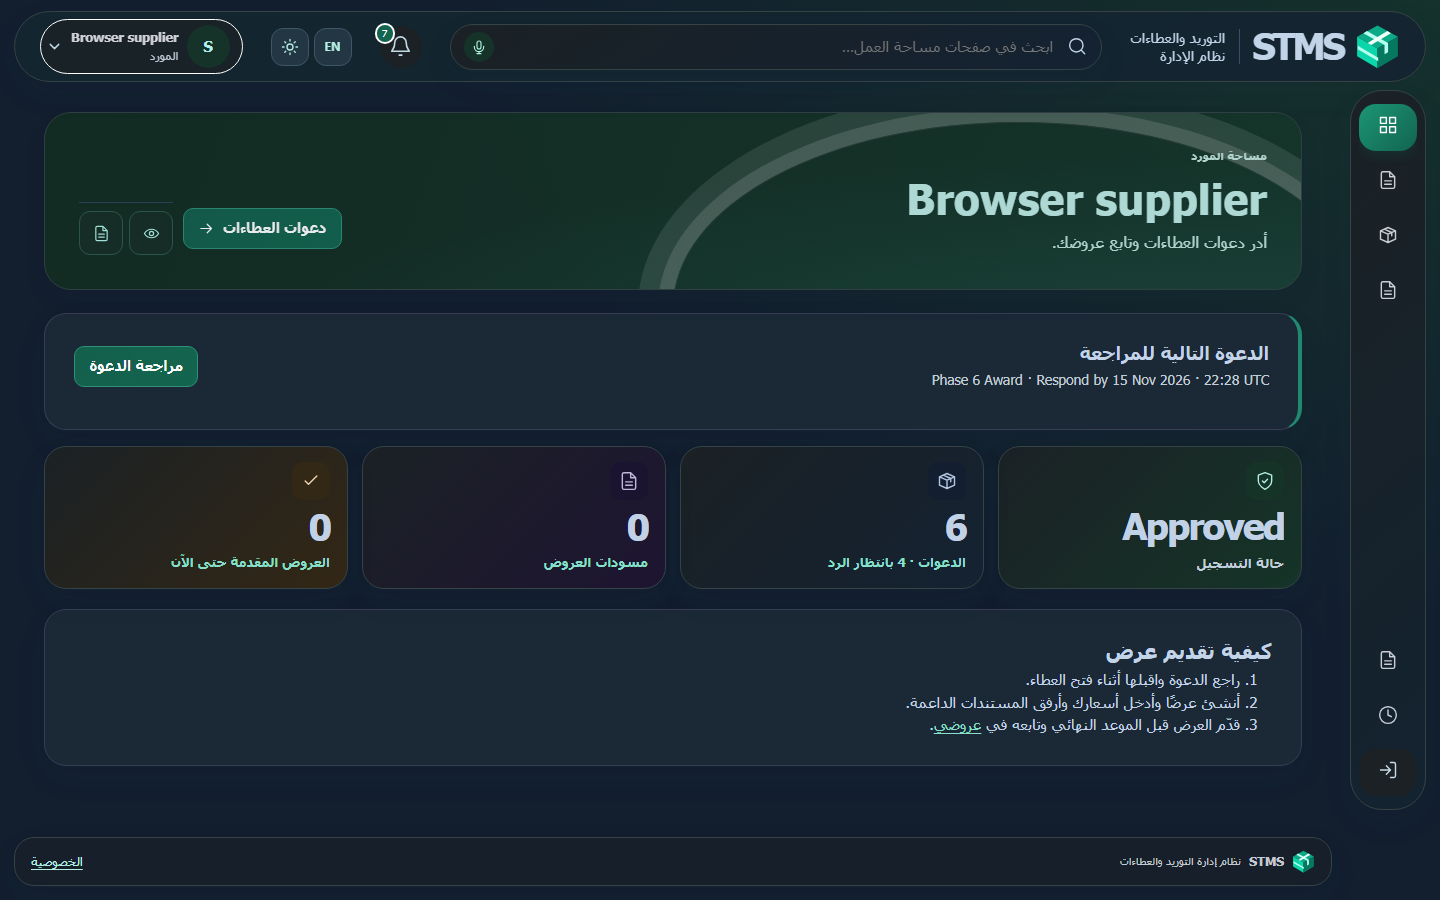 STMS
التوريد والعطاءات
نظام الإدارة
ابحث في صفحات مساحة العمل...
7
EN
S
Browser supplier
المورد
مساحة المورد
Browser supplier
أدر دعوات العطاءات وتابع عروضك.
دعوات العطاءات
الدعوة التالية للمراجعة
Phase 6 Award · Respond by 15 Nov 2026 · 22:28 UTC
مراجعة الدعوة
Approved
حالة التسجيل
6
الدعوات · 4 بانتظار الرد
0
مسودات العروض
0
العروض المقدمة حتى الآن
كيفية تقديم عرض
1. راجع الدعوة واقبلها أثناء فتح العطاء.
2. أنشئ عرضًا وأدخل أسعارك وأرفق المستندات الداعمة.
3. قدّم العرض قبل الموعد النهائي وتابعه في عروضي.
STMS نظام إدارة التوريد والعطاءات
الخصوصية